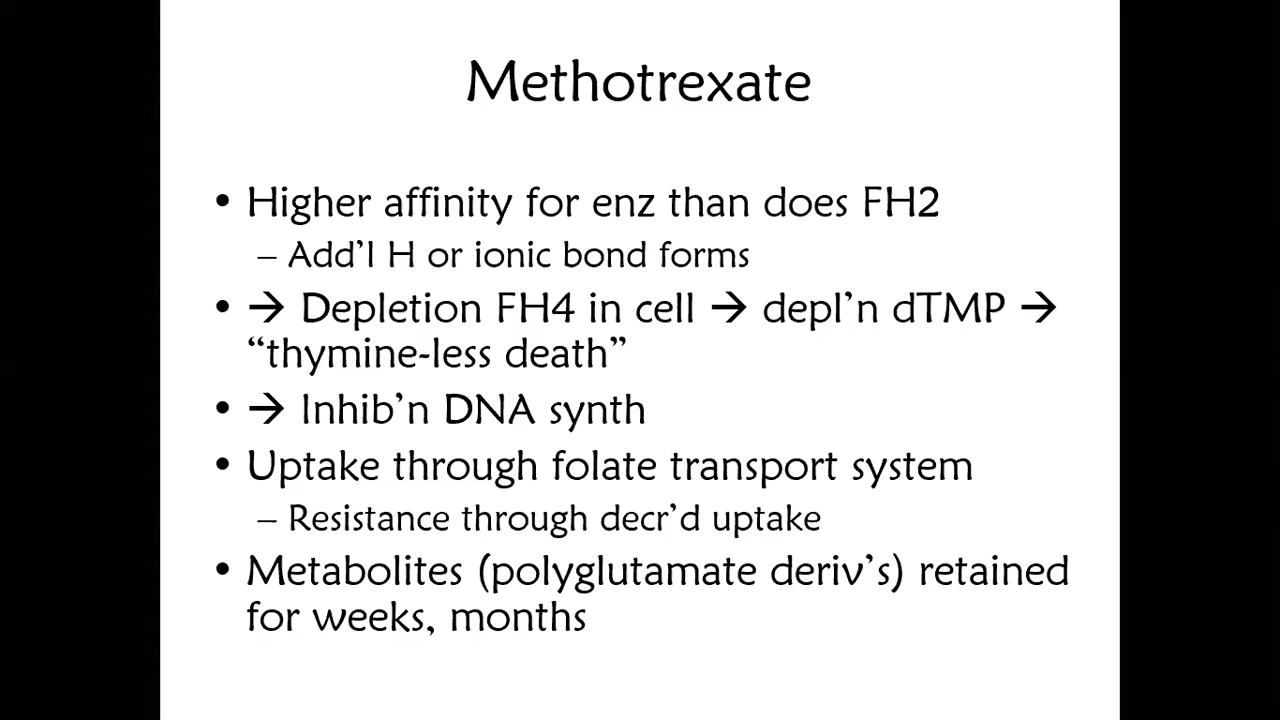 Methotrexate
• Higher affinity for enz than does FH2
– Add’l H or ionic bond forms
• → Depletion FH4 in cell → depl’n dTMP →
“thymine-less death”
• → Inhib’n DNA synth
• Uptake through folate transport system
– Resistance through decr’d uptake
• Metabolites (polyglutamate deriv’s) retained
for weeks, months